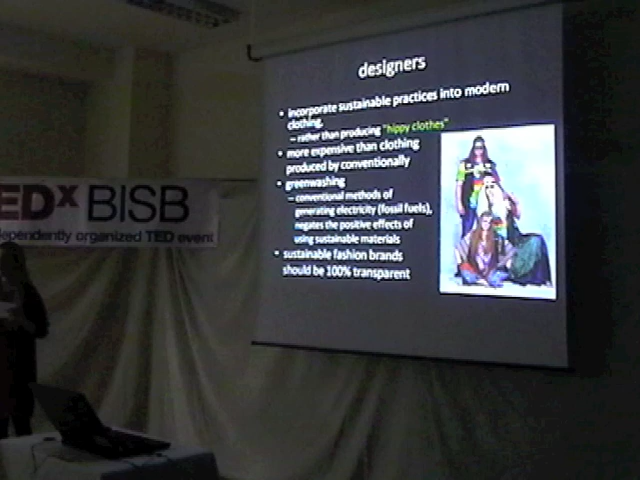 designers
• incorporate sustainable practices into modern
clothing,
– rather than producing "hippy clothes"
• more expensive than clothing
produced by conventionally
• greenwashing
– conventional methods of
generating electricity (fossil fuels),
negates the positive effects of
using sustainable materials
• sustainable fashion brands
should be 100% transparent
EDx BISB
dependently organized TED event